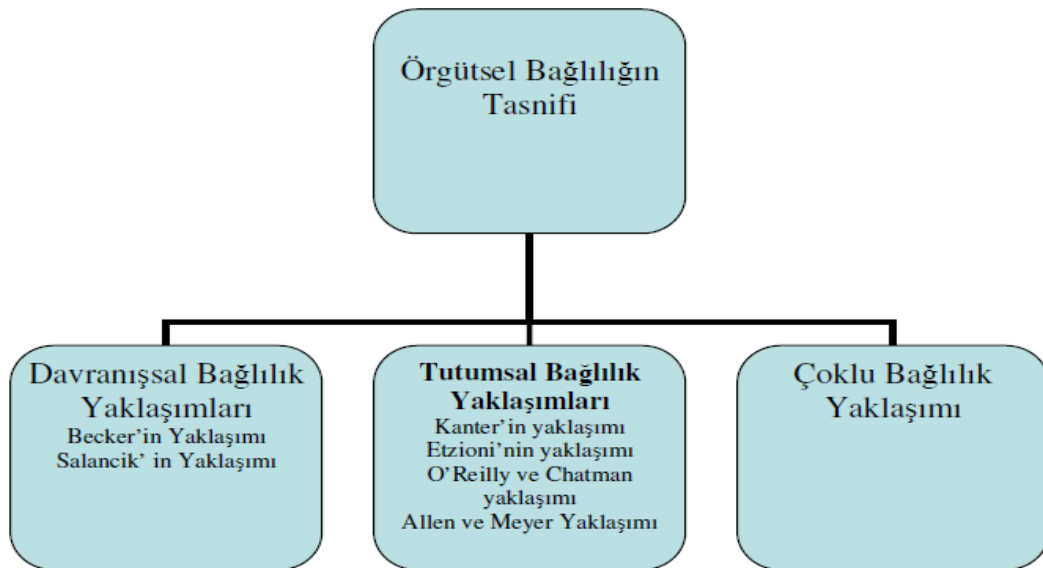 Örgütsel Bağlılığın
Tasnifi
Davranışsal Bağlılık
Yaklaşımları
Becker'in Yaklaşımı
Salancik' in Yaklaşımı
Tutumsal Bağlılık
Yaklaşımları
Kanter'in yaklaşımı
Etzioni'nin yaklaşımı
O'Reilly ve Chatman
yaklaşımı
Allen ve Meyer Yaklaşımı
Çoklu Bağlılık
Yaklaşımı